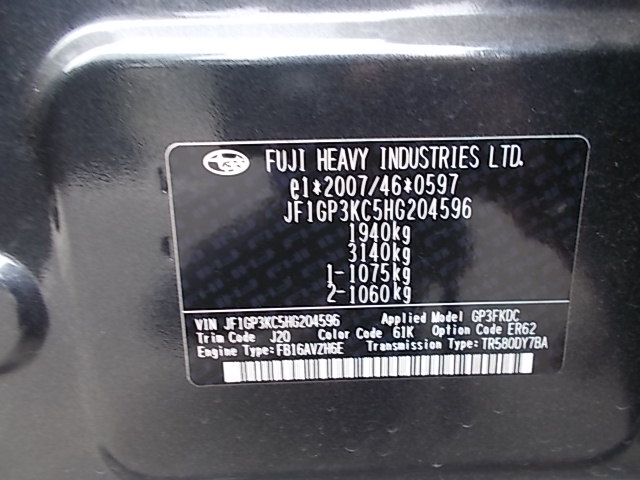 FUJI HEAVY INDUSTRIES LTD.
e1*2007/46*0597
JF1GP3KC5HG204596
1940kg
3140kg
1-1075kg
2-1060kg
VIN JF1GP3KC5HG204596 Applied Model GP3FKDC
Trim Code J20 Color Code 61K Option Code ER62
Engine Type:FB16AVZH6E Transmission Type:TR580DY7BA